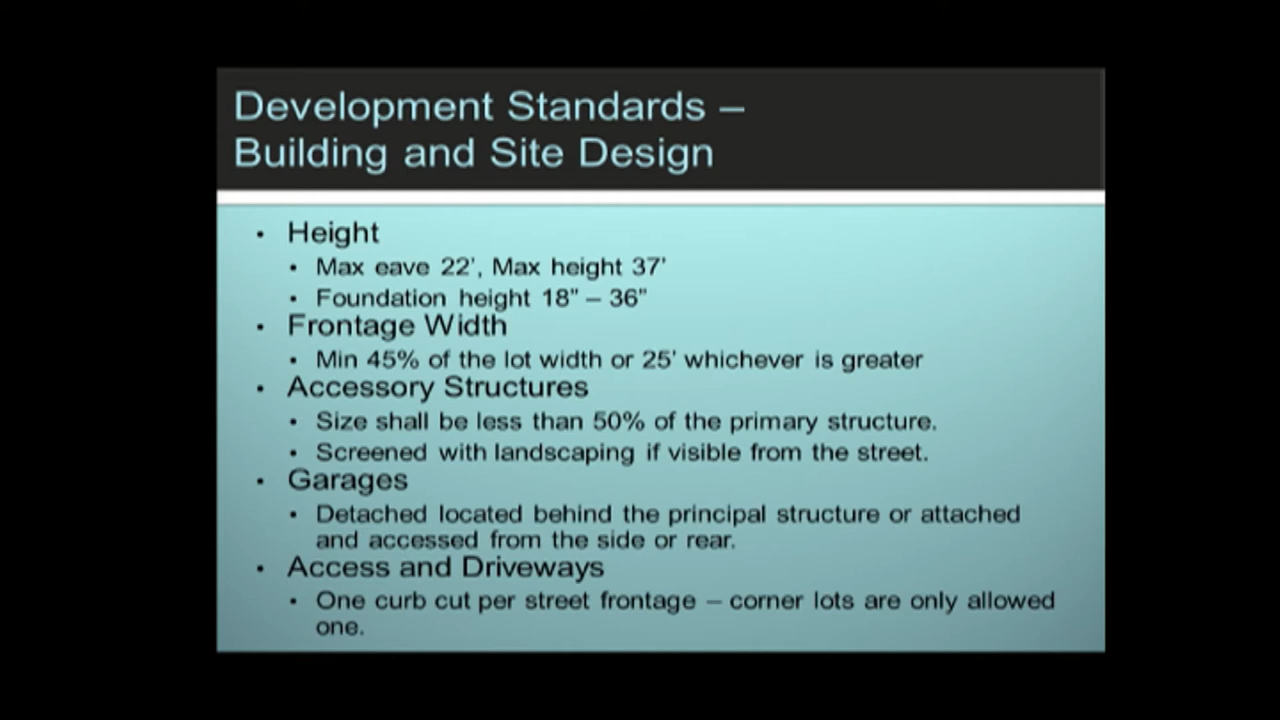 Development Standards –
Building and Site Design
• Height
• Max eave 22', Max height 37'
• Foundation height 18" – 36"
• Frontage Width
• Min 45% of the lot width or 25' whichever is greater
• Accessory Structures
• Size shall be less than 50% of the primary structure.
• Screened with landscaping if visible from the street.
• Garages
• Detached located behind the principal structure or attached
and accessed from the side or rear.
• Access and Driveways
• One curb cut per street frontage – corner lots are only allowed
one.